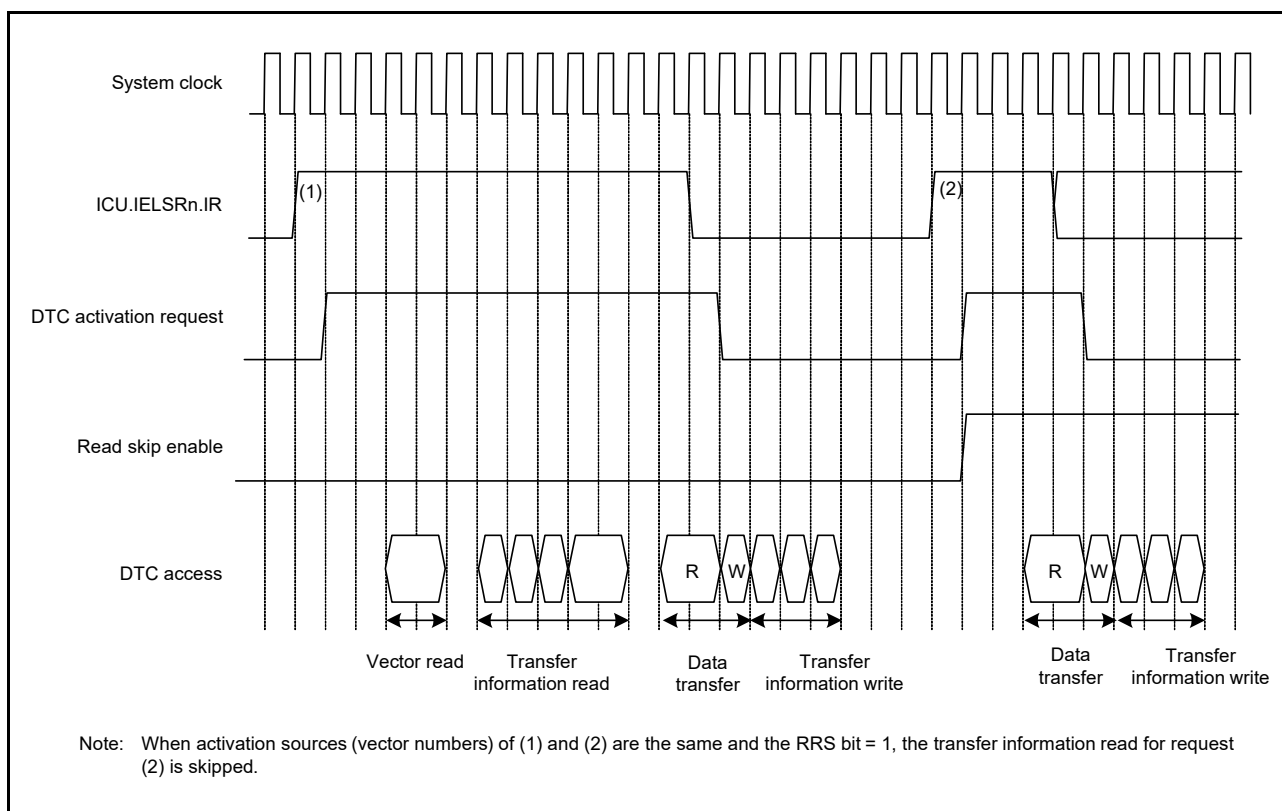 System clock
ICU.IELSRn.IR
(1)
(2)
DTC activation request
Read skip enable
DTC access
R
W
R
W
Vector read
Transfer
information read
Data
transfer
Transfer
information write
Data
transfer
Transfer
information write
Note: When activation sources (vector numbers) of (1) and (2) are the same and the RRS bit = 1, the transfer information read for request
(2) is skipped.